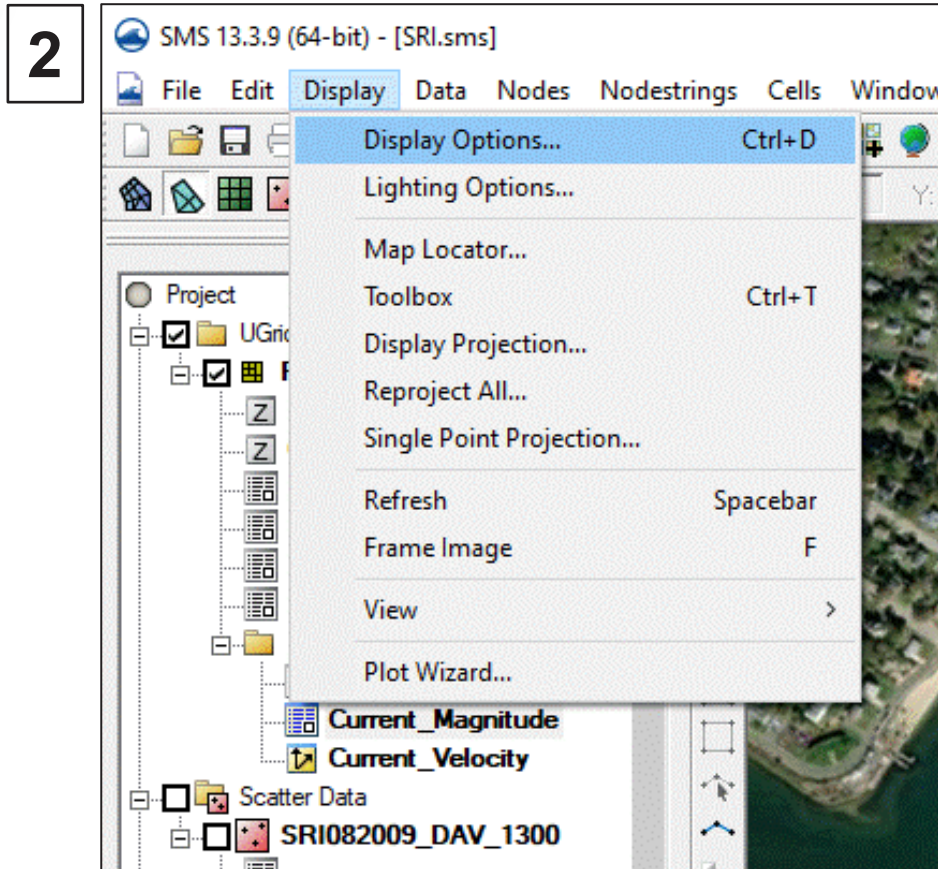 2
SMS 13.3.9 (64-bit) - [SRI.sms]
File Edit Display Data Nodes Nodestrings Cells Window
Display Options... Ctrl+D
Lighting Options...
Y:
Map Locator...
Project
Toolbox Ctrl+T
UGrid
Display Projection...
Reproject All...
Z
Single Point Projection...
Z
Refresh Spacebar
Frame Image F
View >
Plot Wizard...
Current_Magnitude
Current_Velocity
Scatter Data
SRI082009_DAV_1300